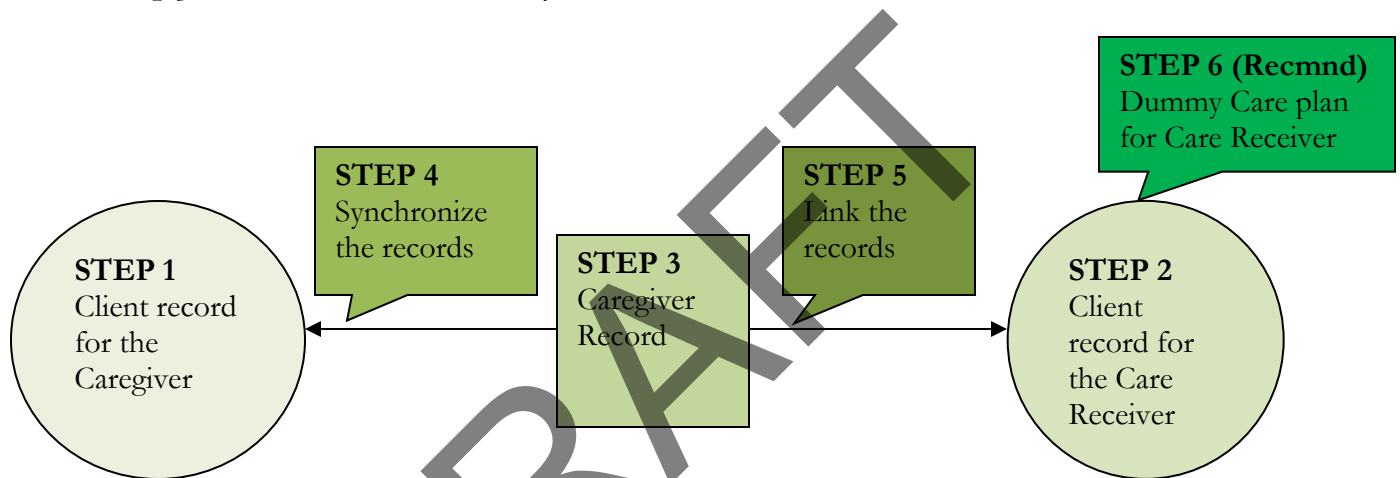 STEP 6 (Recmnd)
Dummy Care plan
for Care Receiver
STEP 4
Synchronize
the records
STEP 5
Link the
records
STEP 1
Client record
for the
Caregiver
STEP 3
Caregiver
Record
STEP 2
Client
record for
the Care
Receiver
DRAFT